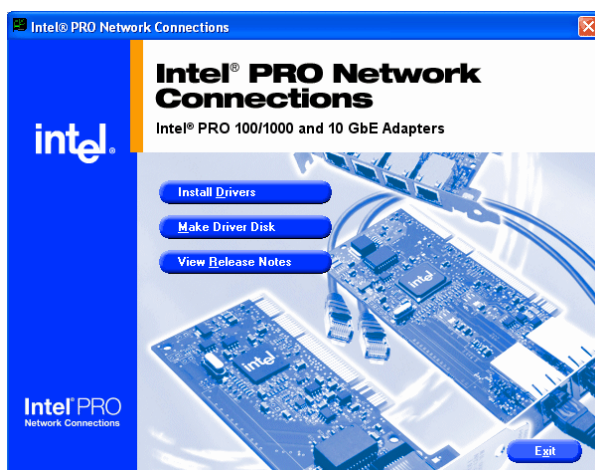 Intel® PRO Network Connections
Intel® PRO Network
Connections
Intel® PRO 100/1000 and 10 GbE Adapters
intel®
Install Drivers
Make Driver Disk
View Release Notes
intel
intel
Intel® PRO
Network Connections
Exit